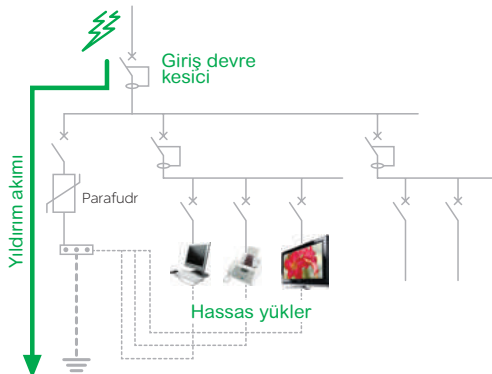 Giriş devre
kesici
Yıldırım akımı
Parafudr
Hassas yükler